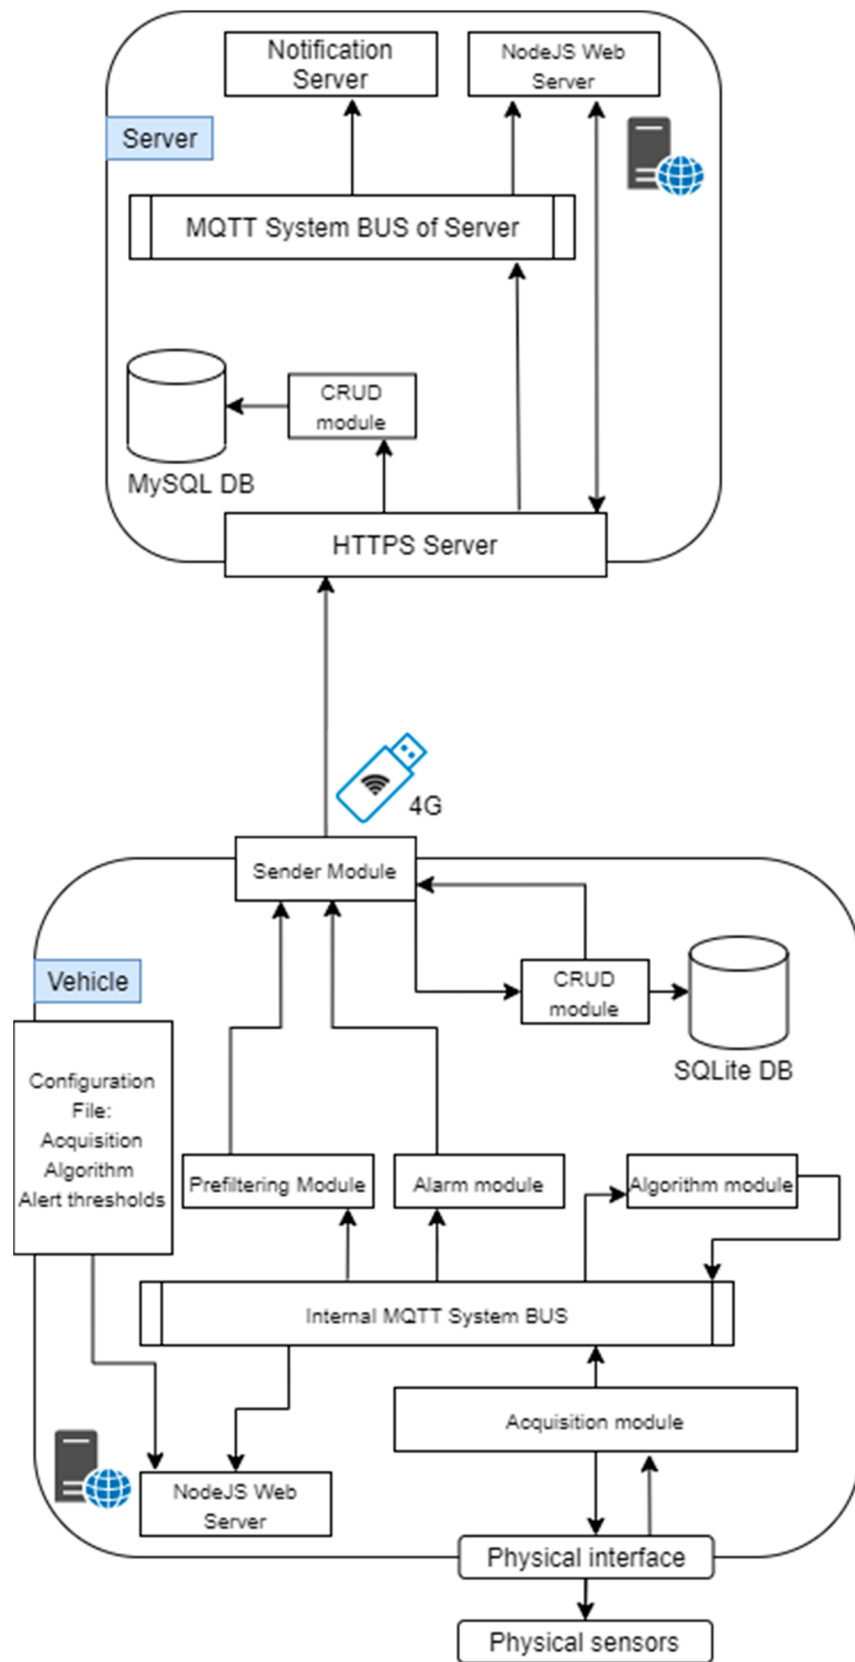 Notification
Server
NodeJS Web
Server
Server
MQTT System BUS of Server
CRUD
module
MySQL DB
HTTPS Server
4G
Sender Module
Vehicle
CRUD
module
SQLite DB
Configuration
File:
Acquisition
Algorithm
Alert thresholds
Prefiltering Module
Alarm module
Algorithm module
Internal MQTT System BUS
Acquisition module
NodeJS Web
Server
Physical interface
Physical sensors